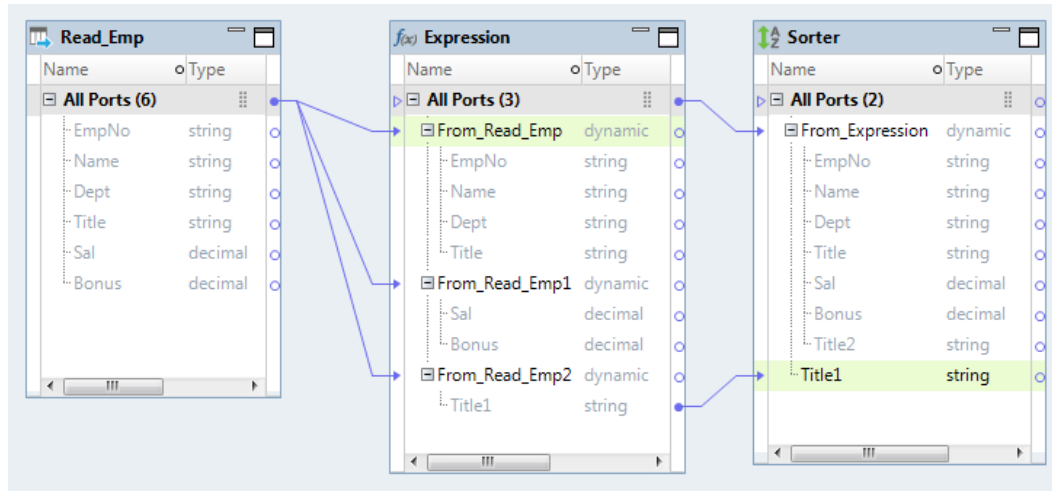 Read_Emp
Name Type
All Ports (6)
EmpNo string
Name string
Dept string
Title string
Sal decimal
Bonus decimal
f(x) Expression
Name Type
All Ports (3)
From_Read_Emp dynamic
EmpNo string
Name string
Dept string
Title string
From_Read_Emp1 dynamic
Sal decimal
Bonus decimal
From_Read_Emp2 dynamic
Title1 string
A Z Sorter
Name Type
All Ports (2)
From_Expression dynamic
EmpNo string
Name string
Dept string
Title string
Sal decimal
Bonus decimal
Title2 string
Title1 string